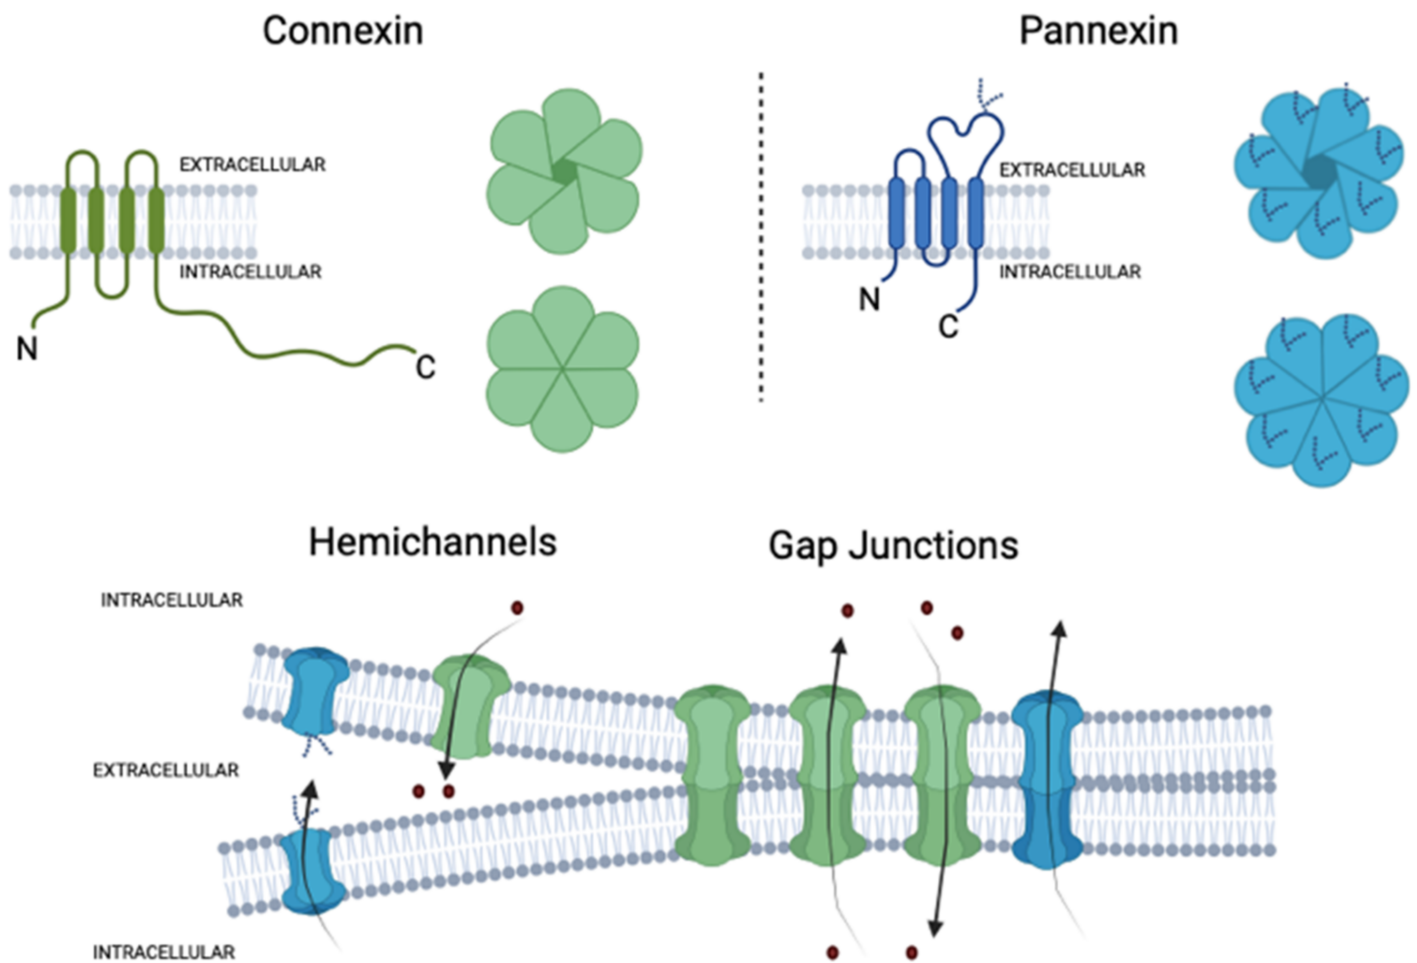 Connexin
Pannexin
EXTRACELLULAR
INTRACELLULAR
N
C
EXTRACELLULAR
INTRACELLULAR
N
C
Hemichannels
Gap Junctions
INTRACELLULAR
EXTRACELLULAR
INTRACELLULAR